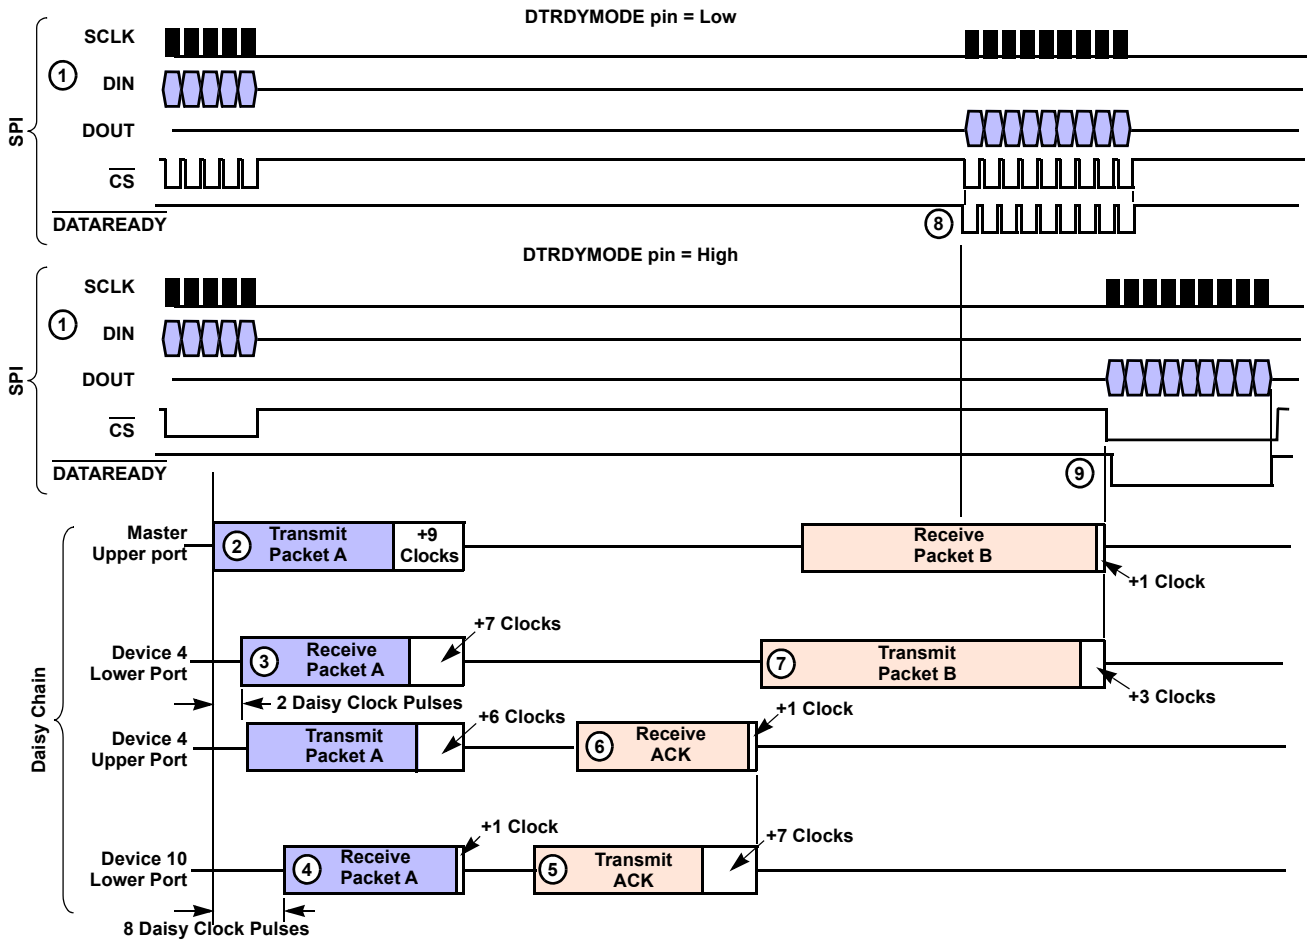 DTRDYMODE pin = Low
SCLK
1
DIN
SPI
DOUT
CS
DATAREADY
8
DTRDYMODE pin = High
SCLK
1
DIN
SPI
DOUT
CS
DATAREADY
9
Master
Upper port
2
Transmit
Packet A
+9
Clocks
Receive
Packet B
+1 Clock
+7 Clocks
Device 4
Lower Port
3
Receive
Packet A
7
Transmit
Packet B
+3 Clocks
2 Daisy Clock Pulses
Daisy Chain
+6 Clocks
+1 Clock
Device 4
Upper Port
Transmit
Packet A
6
Receive
ACK
+1 Clock
+7 Clocks
Device 10
Lower Port
4
Receive
Packet A
5
Transmit
ACK
8 Daisy Clock Pulses